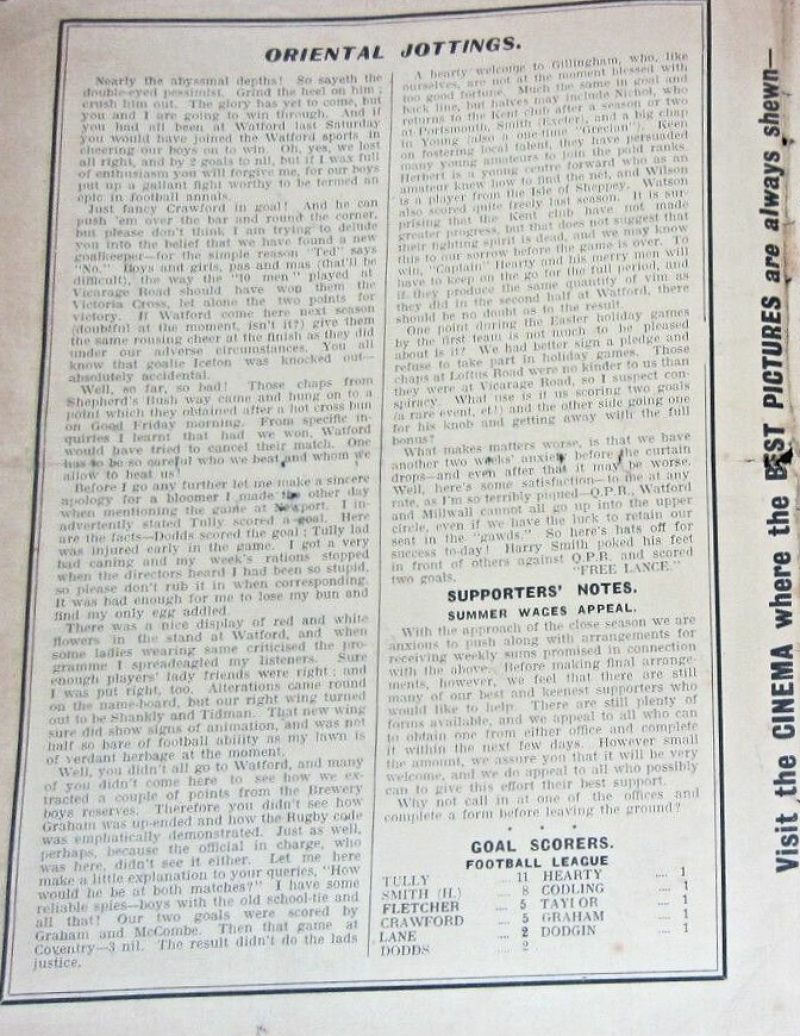 ORIENTAL JOTTINGS.
Nearly the abysmal depths! So sayeth the
double-eyed pessimist. Grind the heel on him;
crush him out. The glory has yet to come, but
you and I are going to win through. And if
you had all been at Watford last Saturday
you would have joined the Watford sports in
cheering our boys on to win. Oh, yes, we lost
all right, and by 2 goals to nil, but if I wax full
of enthusiasm you will forgive me, for our boys
put up a gallant fight worthy to be termed an
epic in football annals.
Just fancy Crawford in goal! And he can
push 'em over the bar and round the corner,
but please don't think I am trying to delude
you into the belief that we have found a new
goalkeeper—for the simple reason "Ted" says
"No." Boys and girls, pas and mas (that'll be
difficult), the way the "10 men" played at
Vicarage Road should have won them the
Victoria Cross, let alone the two points for
victory. If Watford come here next season
(doubtful at the moment, isn't it?) give them
the same rousing cheer at the finish as they did
under our adverse circumstances. You all
know that goalie Iceton was knocked out—
absolutely accidental.
Well, so far, so bad! Those chaps from
Shepherd's Bush way came and hung on to a
point which they obtained after a hot cross bun
on Good Friday morning. From specific in-
quiries I learnt that had we won, Watford
would have tried to cancel their match. One
has to be so careful who we beat and whom we
allow to beat us!
Before I go any further let me make a sincere
apology for a bloomer I made the other day
when mentioning the game at Newport. I in-
advertently stated Tully scored a goal. Here
are the facts—Dodds scored the goal; Tully lad
was injured early in the game. I got a very
bad caning and my week's rations stopped
when the directors heard I had been so stupid,
so please don't rub it in when corresponding.
It was bad enough for me to lose my bun and
find my only egg addled.
There was a nice display of red and white
flowers in the stand at Watford, and when
some ladies wearing same criticised the pro-
gramme I spreadeagled my listeners. Sure
enough players' lady friends were right; and
I was put right, too. Alterations came round
on the name-board, but our right wing turned
out to be Shankly and Tidman. That new wing
sure did show signs of animation, and was not
half so bare of football ability as my lawn is
of verdant herbage at the moment.
Well, you didn't all go to Watford, and many
of you didn't come here to see how we ex-
tracted a couple of points from the Brewery
boys reserves. Therefore you didn't see how
Graham was up-ended and how the Rugby code
was emphatically demonstrated. Just as well,
perhaps, because the official in charge, who
was here, didn't see it either. Let me here
make a little explanation to your queries, "How
would he be at both matches?" I have some
reliable spies—boys with the old school-tie and
all that! Our two goals were scored by
Graham and McCombe. Then that game at
Coventry—3 nil. The result didn't do the lads
justice.
A hearty welcome to Gillingham, who, like
ourselves, are not at the moment blessed with
too good fortune. Much the same in goal and
back line, but halves may include Nichol, who
returns to the Kent club after a season or two
at Portsmouth, Smith (Exeter), and a big chap
in Young (also a one-time "Grecian"). Keen
on fostering local talent, they have persuaded
many young amateurs to join the paid ranks.
Herbert is a young centre forward who as an
amateur knew how to find the net, and Wilson
is a player from the Isle of Sheppey. Watson
also scored quite freely last season. It is sur-
prising that the Kent club have not made
greater progress, but that does not suggest that
their fighting spirit is dead, and we may know
this to our sorrow before the game is over. To
win, "Captain" Hearty and his merry men will
have to keep on the go for the full period, and
if they produce the same quantity of vim as
they did in the second half at Watford, there
should be no doubt as to the result.
One point during the Easter holiday games
by the first team is not much to be pleased
about is it? We had better sign a pledge and
refuse to take part in holiday games. Those
chaps at Loftus Road were no kinder to us than
they were at Vicarage Road, so I suspect con-
spiracy. What use is it us scoring two goals
(a rare event, et!) and the other side going one
for his knob and getting away with the full
bonus?
What makes matters worse, is that we have
another two weeks' anxiety before the curtain
drops—and even after that it may be worse.
Well, here's some satisfaction—to me at any
rate, as I'm so terribly piqued—Q.P.R., Watford
and Millwall cannot all go up into the upper
circle, even if we have the luck to retain our
seat in the "gawds." So here's hats off for
success to-day! Harry Smith poked his feet
in front of others against Q.P.R. and scored
two goals. "FREE LANCE."
SUPPORTERS' NOTES.
SUMMER WAGES APPEAL.
With the approach of the close season we are
anxious to push along with arrangements for
receiving weekly sums promised in connection
with the above. Before making final arrange-
ments, however, we feel that there are still
many of our best and keenest supporters who
would like to help. There are still plenty of
forms available, and we appeal to all who can
to obtain one from either office and complete
it within the next few days. However small
the amount, we assure you that it will be very
welcome, and we do appeal to all who possibly
can to give this effort their best support.
Why not call in at one of the offices and
complete a form before leaving the ground?
* * *
GOAL SCORERS.
FOOTBALL LEAGUE
TULLY .... 11 HEARTY .... 1
SMITH (H.) .... 8 CODLING .... 1
FLETCHER .... 5 TAYLOR .... 1
CRAWFORD .... 5 GRAHAM .... 1
LANE .... 2 DODGIN .... 1
DODDS .... 2
Visit the CINEMA where the BEST PICTURES are always shewn—